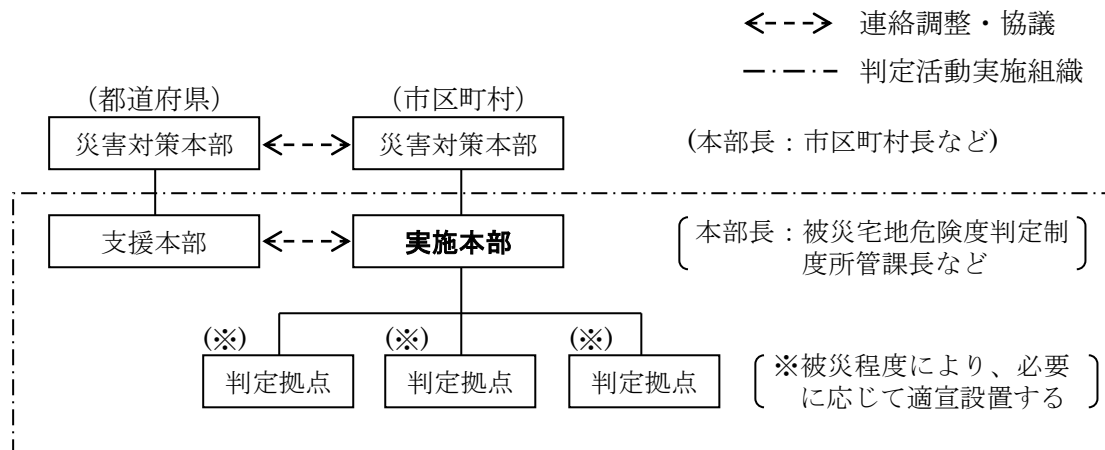 連絡調整・協議
判定活動実施組織
(都道府県)
(市区町村)
災害対策本部
災害対策本部
(本部長：市区町村長など)
支援本部
実施本部
本部長：被災宅地危険度判定制
度所管課長など
(※)
(※)
(※)
判定拠点
判定拠点
判定拠点
※被災程度により、必要
に応じて適宜設置する